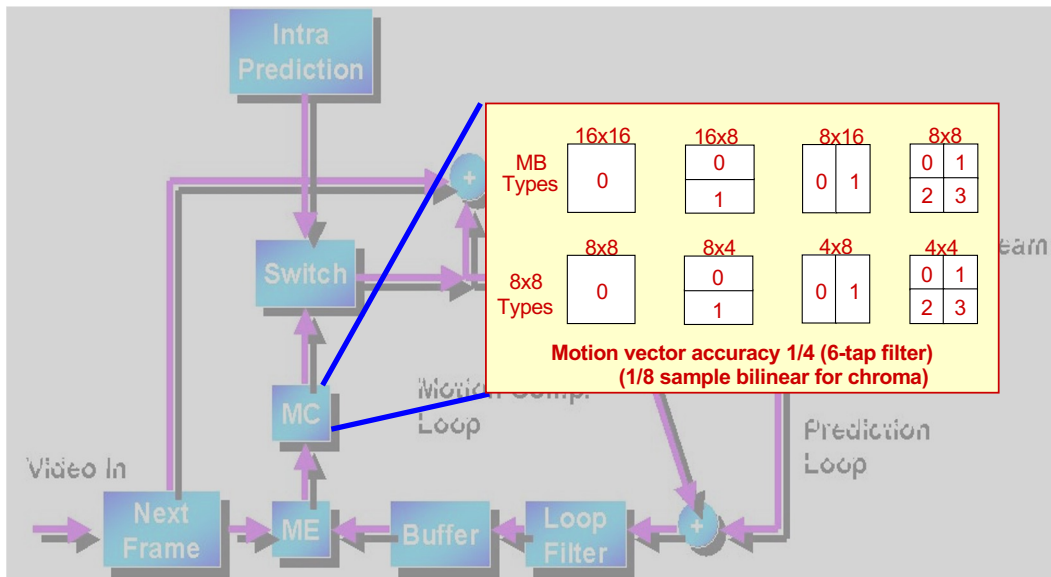 Intra
Prediction
16x16 16x8 8x16 8x8
MB
Types
0 0 1 0 1 0 1 2 3
+
Switch
8x8 8x4 4x8 4x4
8x8
Types
0 0 1 0 1 0 1 2 3
Motion vector accuracy 1/4 (6-tap filter)
(1/8 sample bilinear for chroma)
MC
Loop
Prediction
Loop
Video In
Next
Frame
ME
Buffer
Loop
Filter
+